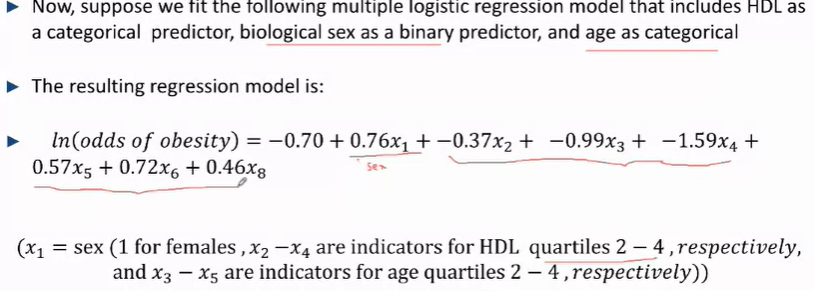 ► Now, suppose we fit the following multiple logistic regression model that includes HDL as
a categorical predictor, biological sex as a binary predictor, and age as categorical
► The resulting regression model is:
► ln(odds of obesity) = −0.70 + 0.76x₁ + −0.37x₂ + −0.99x₃ + −1.59x₄ +
0.57x₅ + 0.72x₆ + 0.46x₈
sex
(x₁ = sex (1 for females , x₂ −x₄ are indicators for HDL quartiles 2 − 4 , respectively,
and x₃ − x₅ are indicators for age quartiles 2 − 4 , respectively))